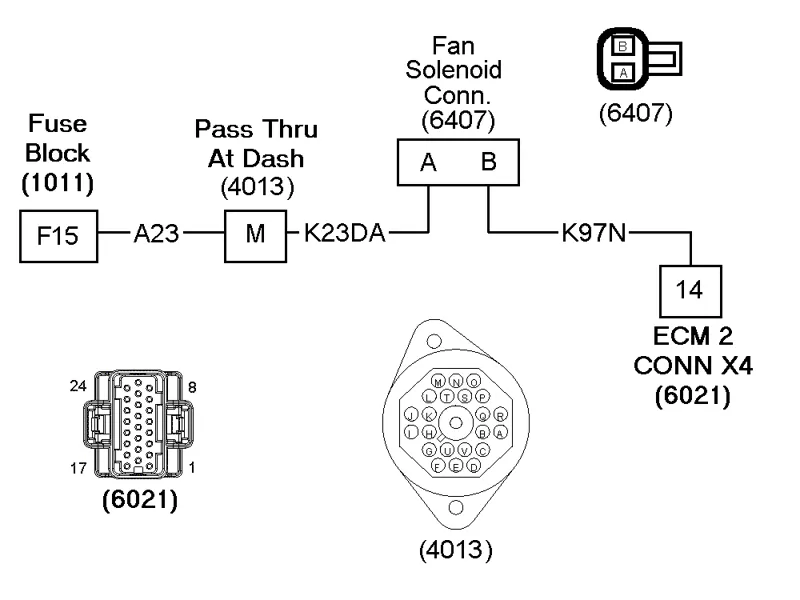 Fan
Solenoid
Conn.
(6407)
B
A
(6407)
Fuse
Block
(1011)
Pass Thru
At Dash
(4013)
A B
F15 A23 M K23DA K97N
14
ECM 2
CONN X4
(6021)
24 8
17 1
(6021)
M N O
L T S P
J K Q R
I H B A
G U V C
F E D
(4013)